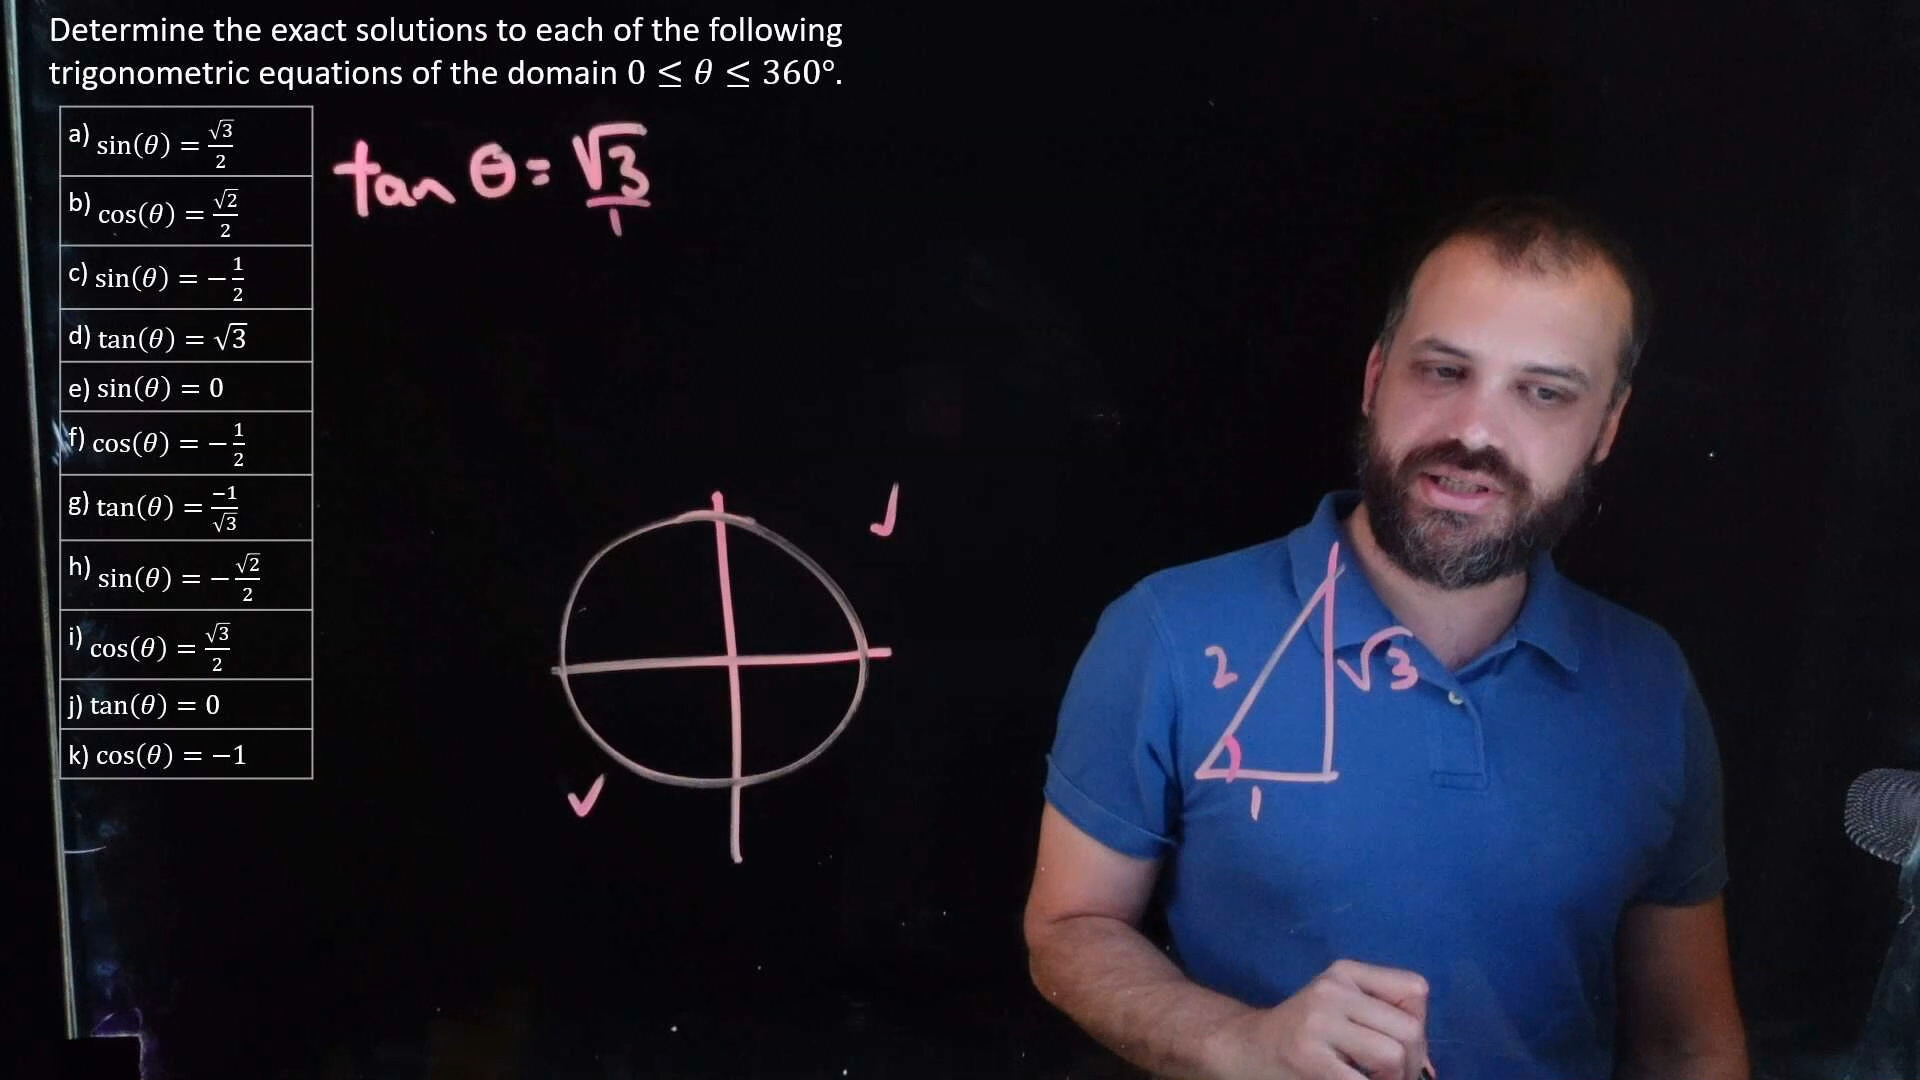 Determine the exact solutions to each of the following
trigonometric equations of the domain 0 ≤ θ ≤ 360°.
a) sin(θ) = √3/2
b) cos(θ) = √2/2
c) sin(θ) = −1/2
d) tan(θ) = √3
e) sin(θ) = 0
f) cos(θ) = −1/2
g) tan(θ) = −1/√3
h) sin(θ) = −√2/2
i) cos(θ) = √3/2
j) tan(θ) = 0
k) cos(θ) = −1
tan θ = √3/1
2
√3
1